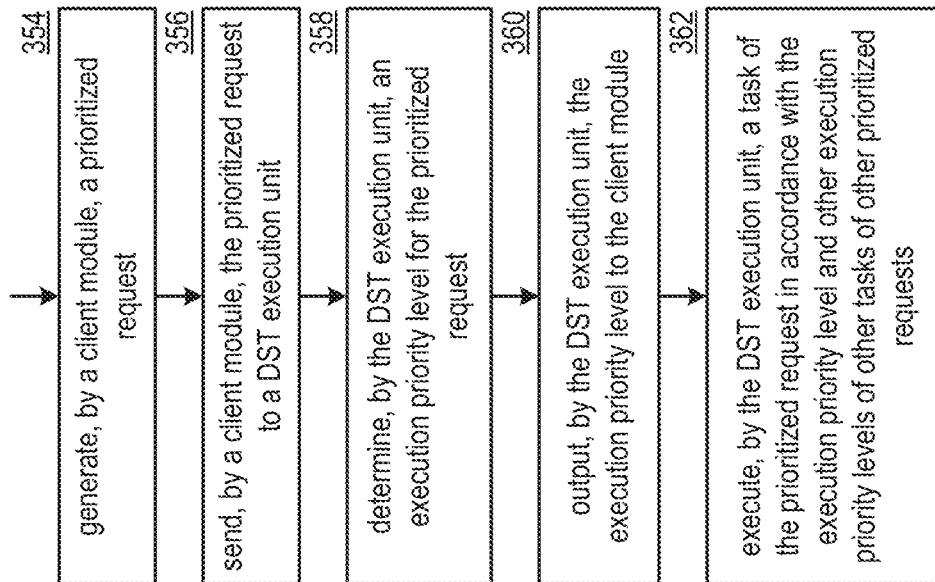 354
generate, by a client module, a prioritized
request
356
send, by a client module, the prioritized request
to a DST execution unit
358
determine, by the DST execution unit, an
execution priority level for the prioritized
request
360
output, by the DST execution unit, the
execution priority level to the client module
362
execute, by the DST execution unit, a task of
the prioritized request in accordance with the
execution priority level and other execution
priority levels of other tasks of other prioritized
requests